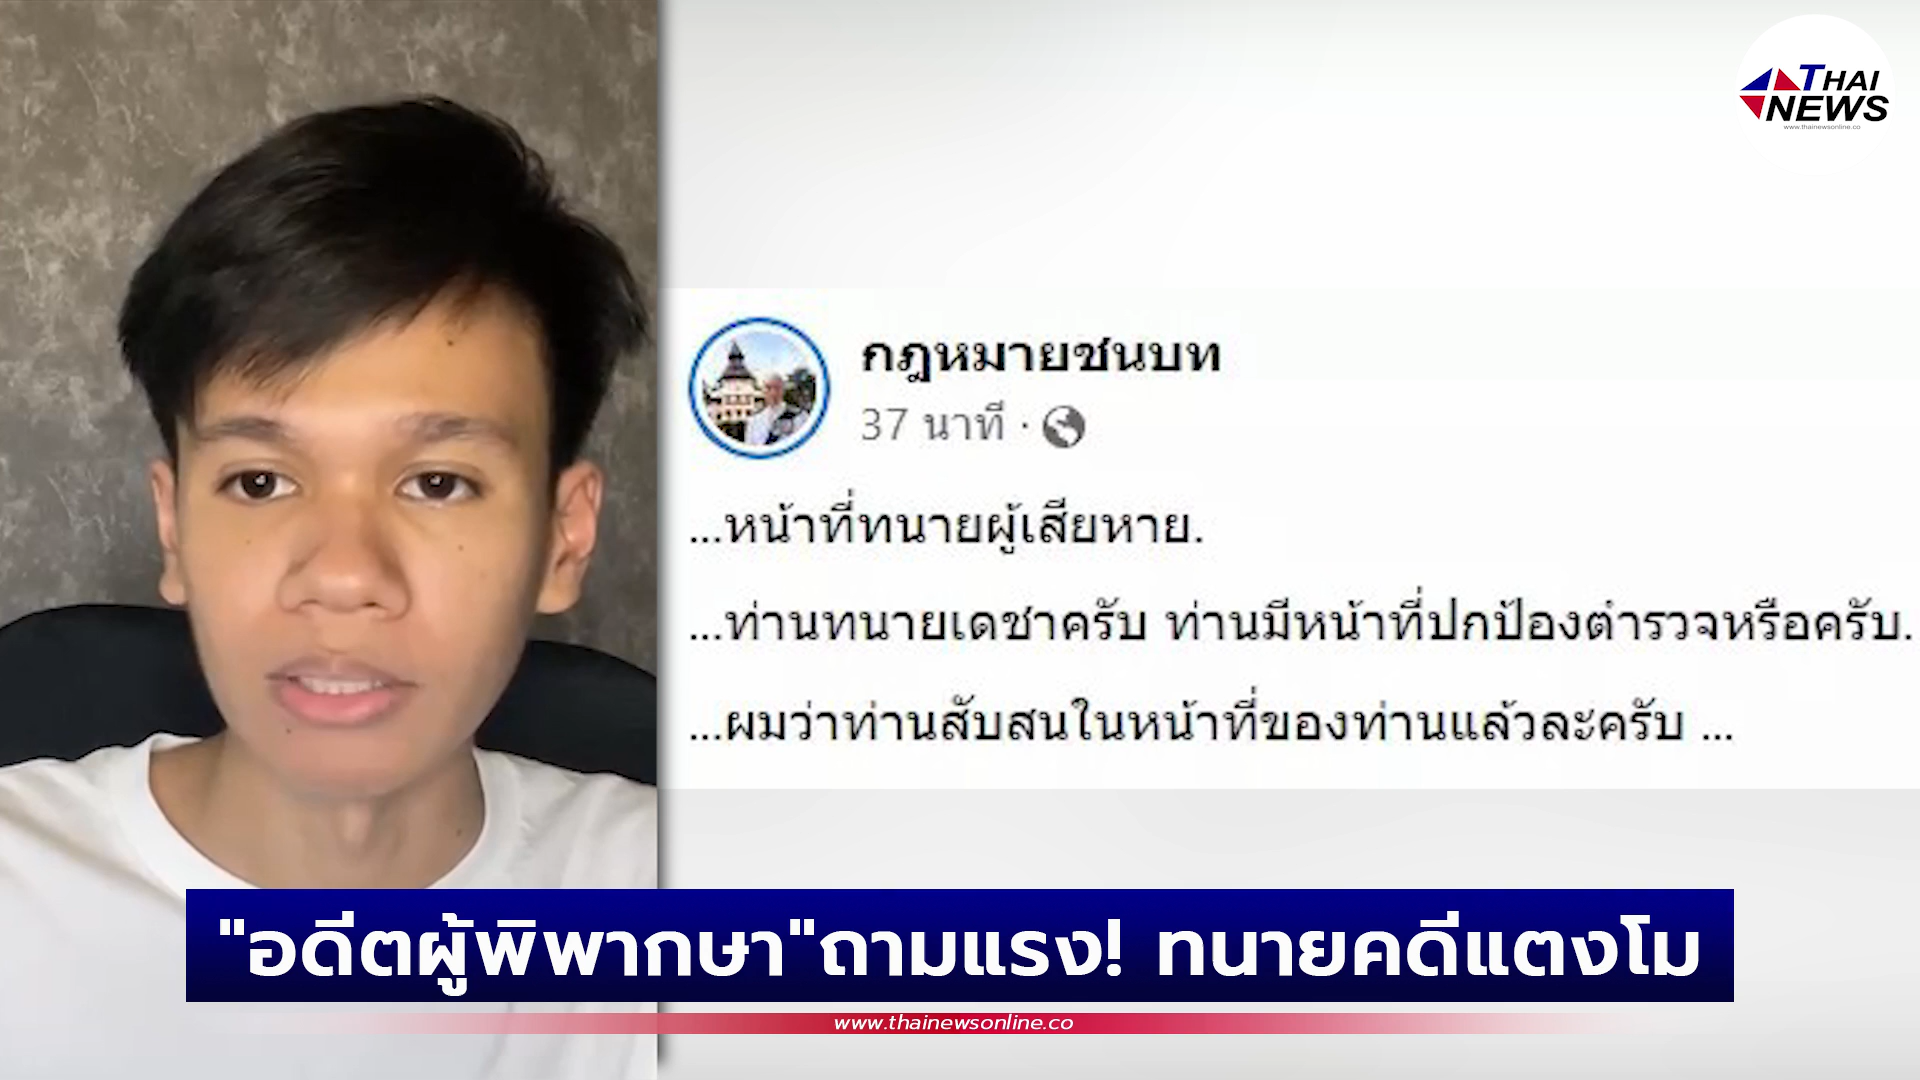 THAI
NEWS
www.thainewsonline.co
กฎหมายชนบท
37 นาที ·
...หน้าที่ทนายผู้เสียหาย.
...ท่านทนายเดชาครับ ท่านมีหน้าที่ปกป้องตำรวจหรือครับ.
...ผมว่าท่านสับสนในหน้าที่ของท่านแล้วละครับ ...
"อดีตผู้พิพากษา"ถามแรง! ทนายคดีแตงโม
www.thainewsonline.co